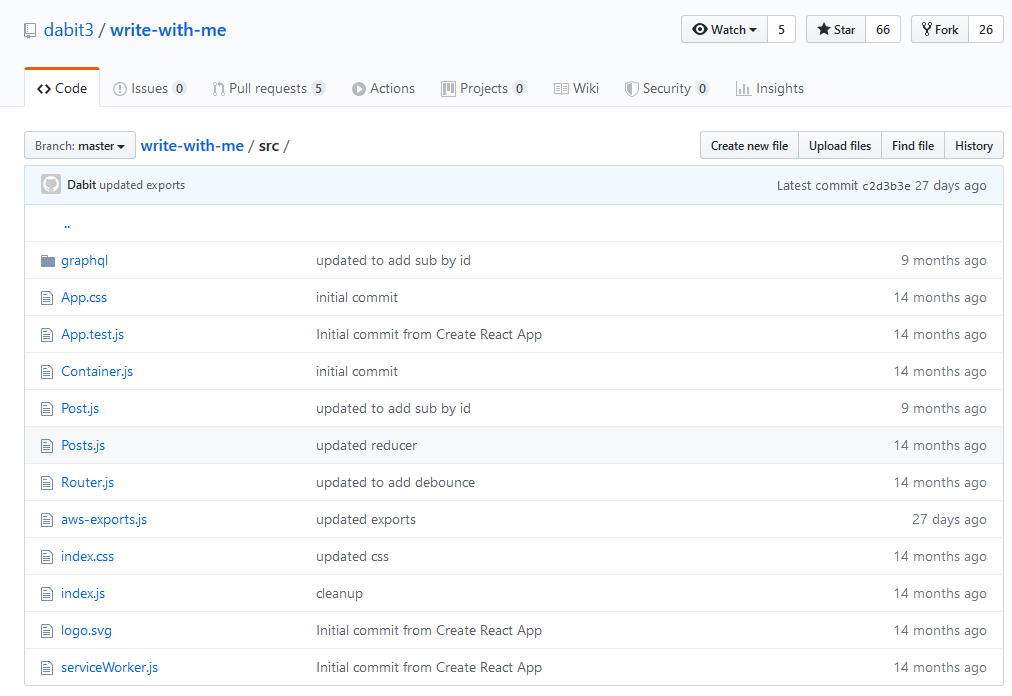 dabit3 / write-with-me Watch 5 Star 66 Fork 26
Code Issues 0 Pull requests 5 Actions Projects 0 Wiki Security 0 Insights
Branch: master write-with-me / src / Create new file Upload files Find file History
Dabit updated exports Latest commit c2d3b3e 27 days ago
..
graphql updated to add sub by id 9 months ago
App.css initial commit 14 months ago
App.test.js Initial commit from Create React App 14 months ago
Container.js initial commit 14 months ago
Post.js updated to add sub by id 9 months ago
Posts.js updated reducer 14 months ago
Router.js updated to add debounce 14 months ago
aws-exports.js updated exports 27 days ago
index.css updated css 14 months ago
index.js cleanup 14 months ago
logo.svg Initial commit from Create React App 14 months ago
serviceWorker.js Initial commit from Create React App 14 months ago